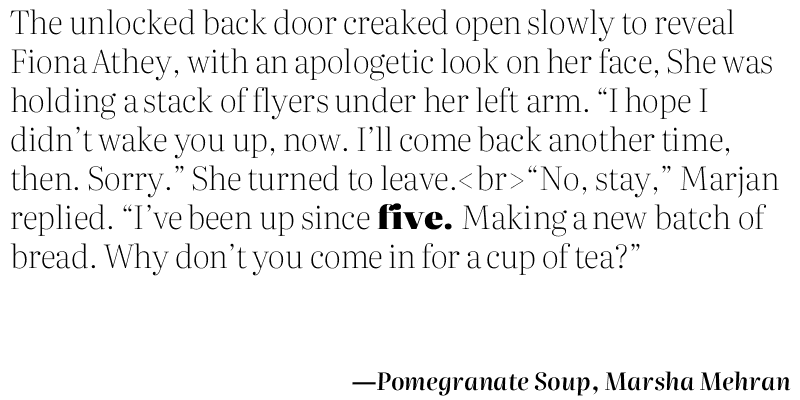 The unlocked back door creaked open slowly to reveal
Fiona Athey, with an apologetic look on her face, She was
holding a stack of flyers under her left arm. “I hope I
didn’t wake you up, now. I’ll come back another time,
then. Sorry.” She turned to leave.<br>“No, stay,” Marjan
replied. “I’ve been up since five. Making a new batch of
bread. Why don’t you come in for a cup of tea?”
—Pomegranate Soup, Marsha Mehran